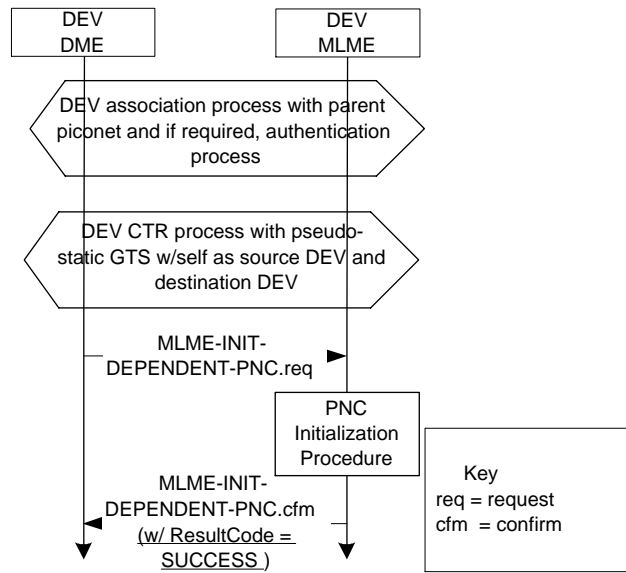 DEV
DME
DEV
MLME
DEV association process with parent
piconet and if required, authentication
process
DEV CTR process with pseudo-
static GTS w/self as source DEV and
destination DEV
MLME-INIT-
DEPENDENT-PNC.req
PNC
Initialization
Procedure
MLME-INIT-
DEPENDENT-PNC.cfm
(w/ ResultCode =
SUCCESS )
Key
req = request
cfm = confirm